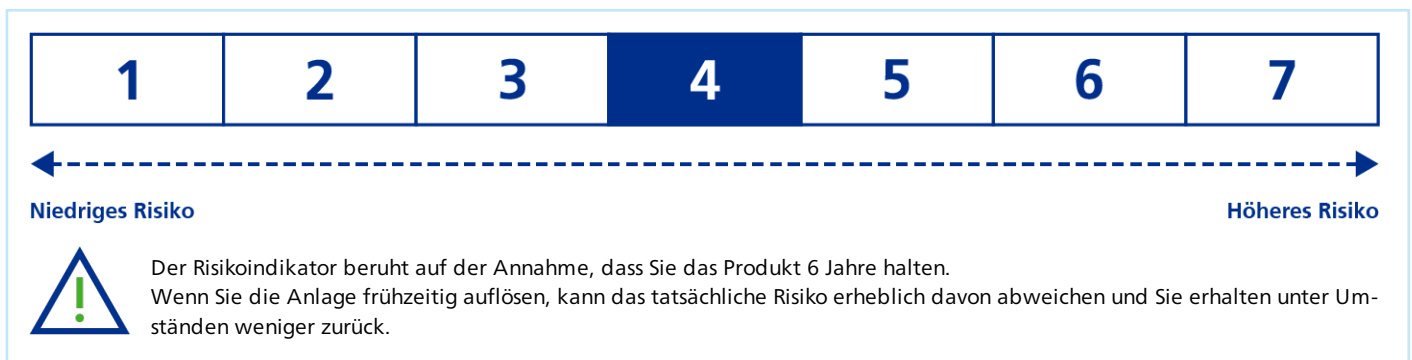 1 2 3 4 5 6 7
Niedriges Risiko Höheres Risiko
Der Risikoindikator beruht auf der Annahme, dass Sie das Produkt 6 Jahre halten.
Wenn Sie die Anlage frühzeitig auflösen, kann das tatsächliche Risiko erheblich davon abweichen und Sie erhalten unter Um-
ständen weniger zurück.